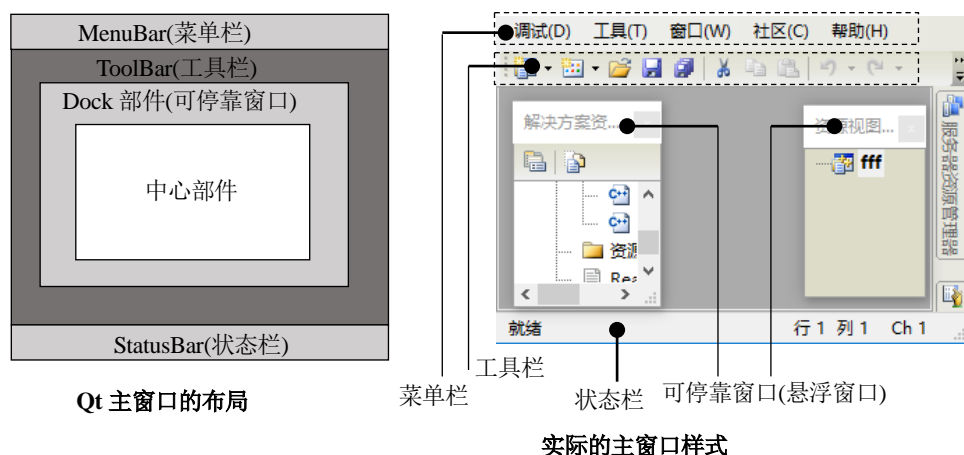 MenuBar(菜单栏)
ToolBar(工具栏)
Dock 部件(可停靠窗口)
中心部件
StatusBar(状态栏)
Qt 主窗口的布局
调试(D) 工具(T) 窗口(W) 社区(C) 帮助(H)
解决方案资...
资源视图...
fff
资源
服务器资源管理器
就绪
行 1 列 1 Ch 1
工具栏
菜单栏
状态栏
可停靠窗口(悬浮窗口)
实际的主窗口样式